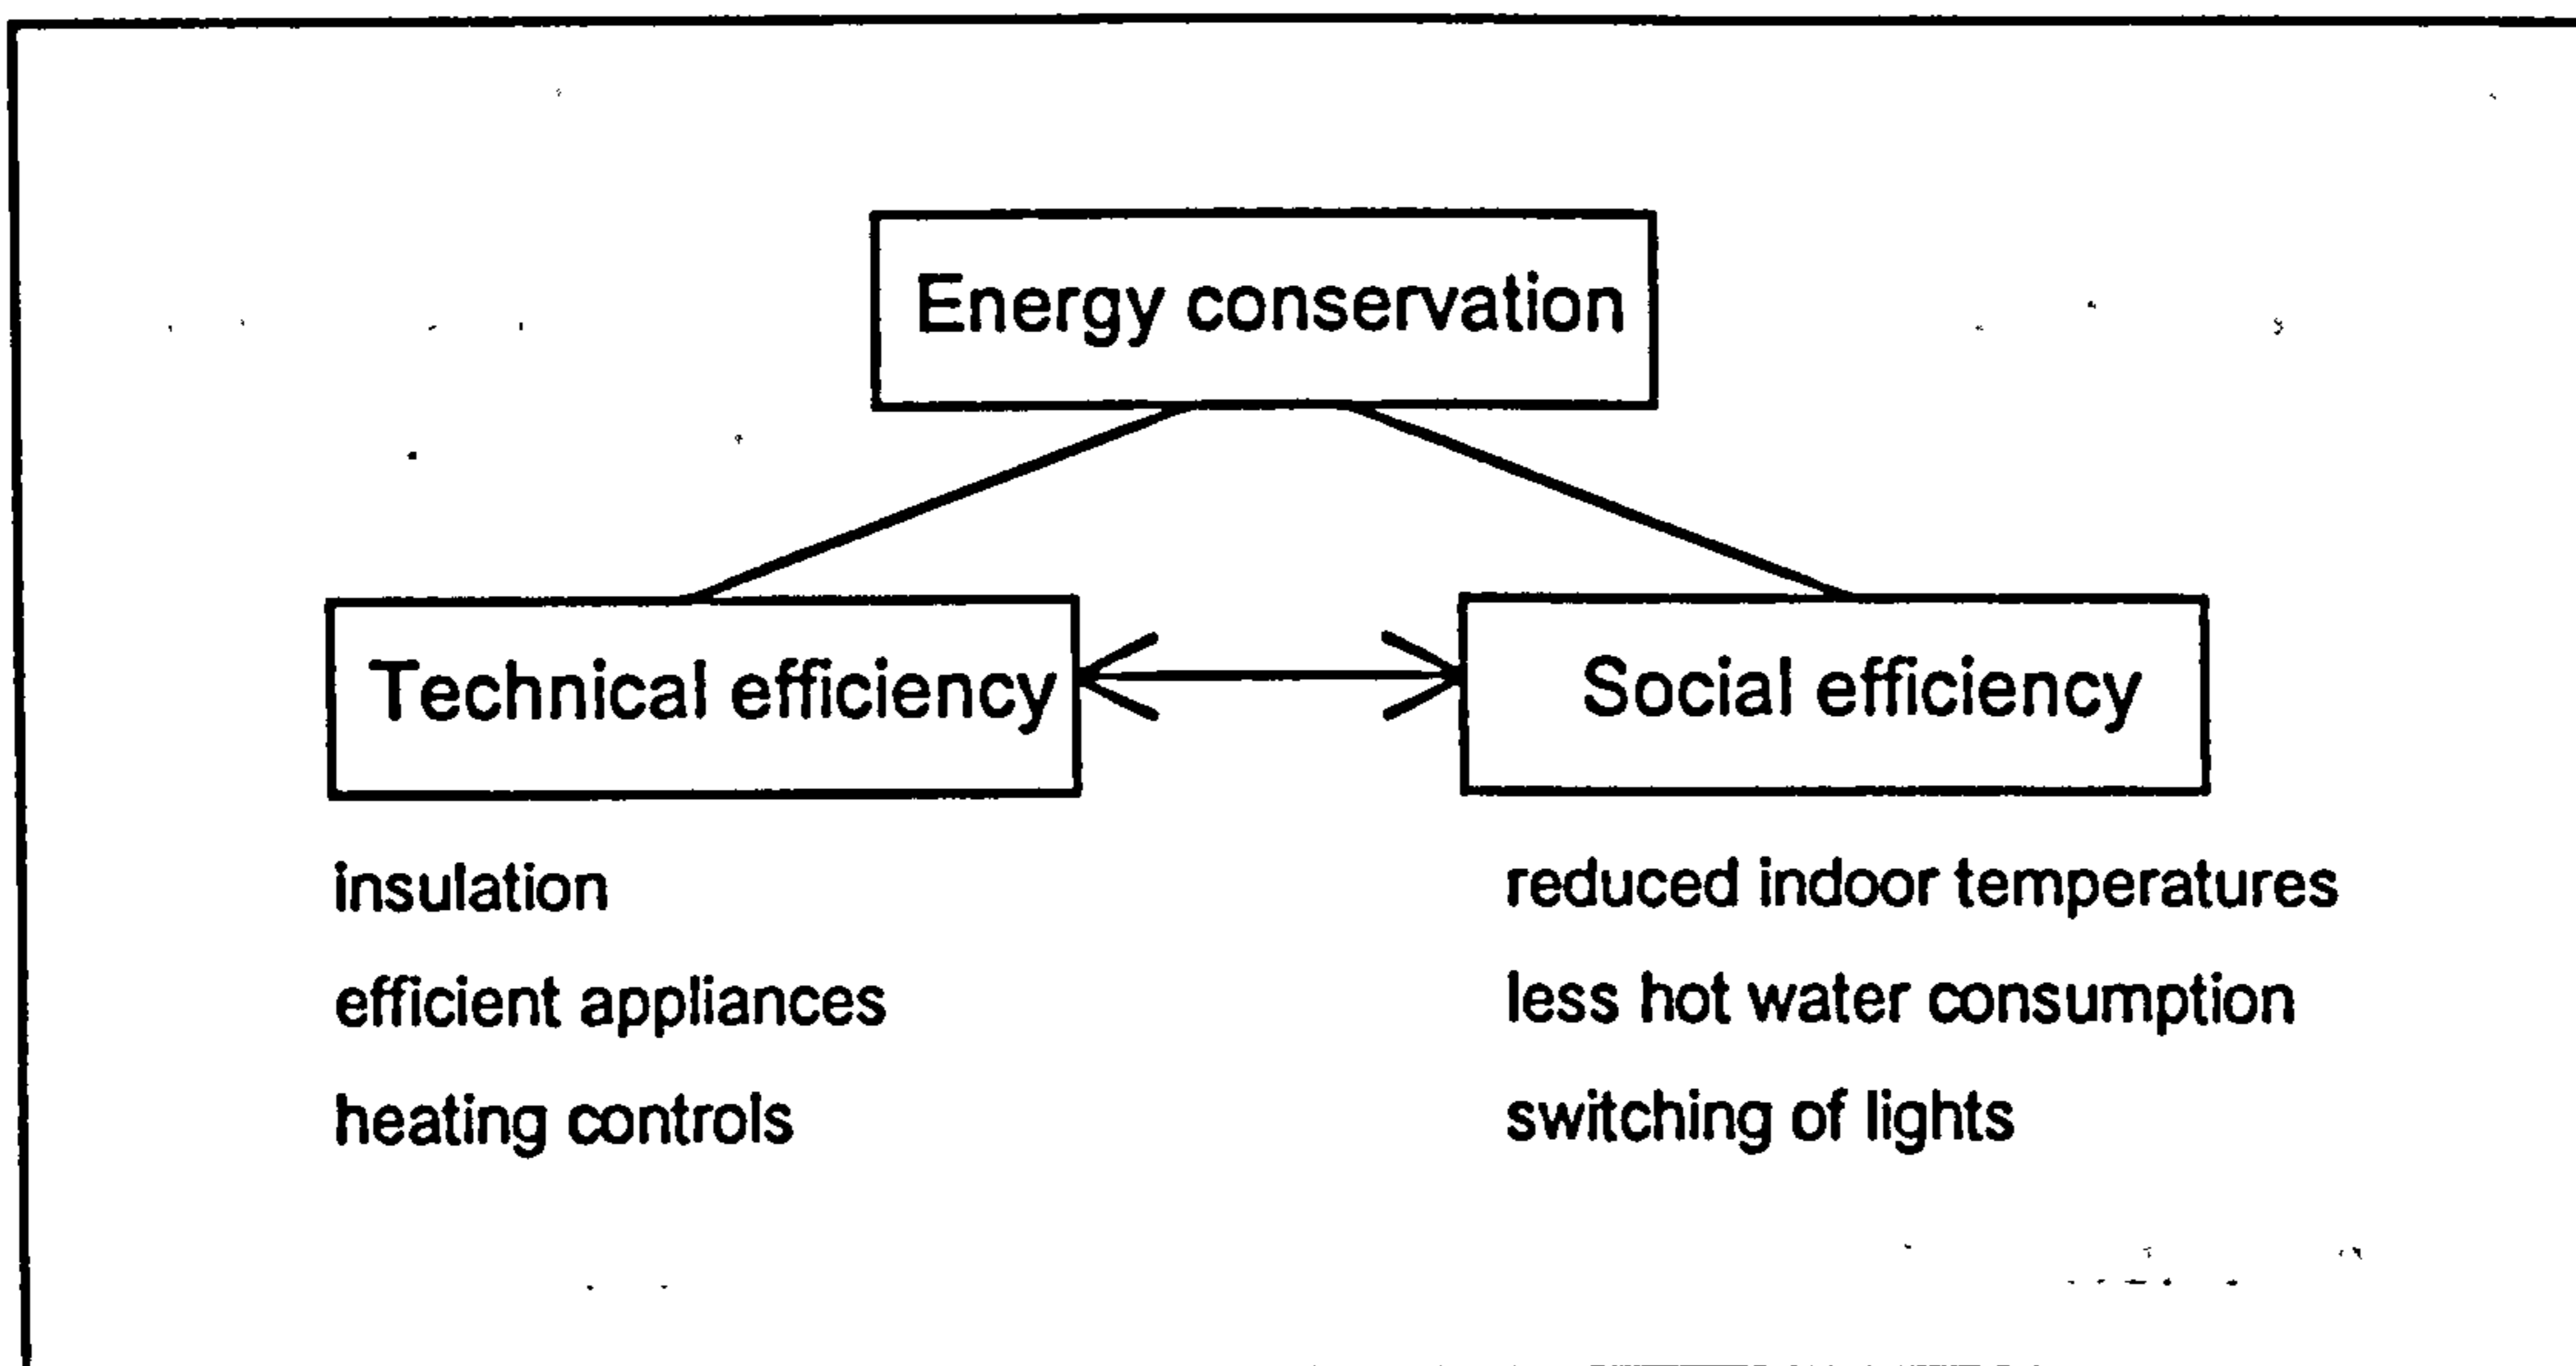 Energy conservation
Technical efficiency
Social efficiency
insulation
efficient appliances
heating controls
reduced indoor temperatures
less hot water consumption
switching of lights